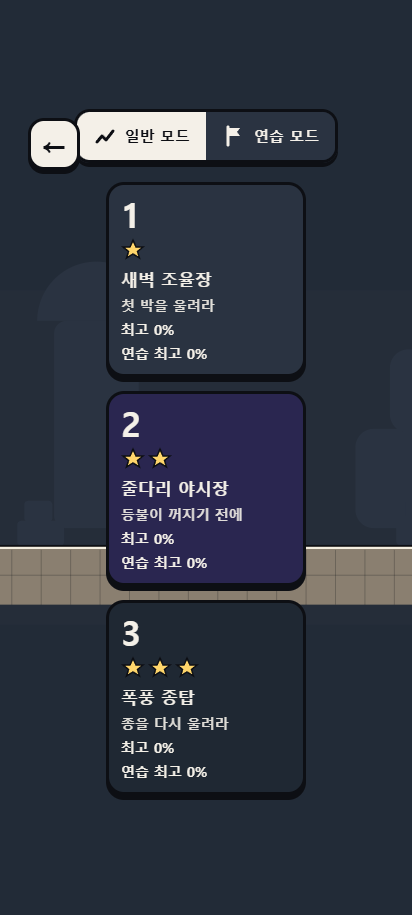 ←
일반 모드
연습 모드
1
새벽 조율장
첫 박을 울려라
최고 0%
연습 최고 0%
2
줄다리 야시장
등불이 꺼지기 전에
최고 0%
연습 최고 0%
3
폭풍 종탑
종을 다시 울려라
최고 0%
연습 최고 0%